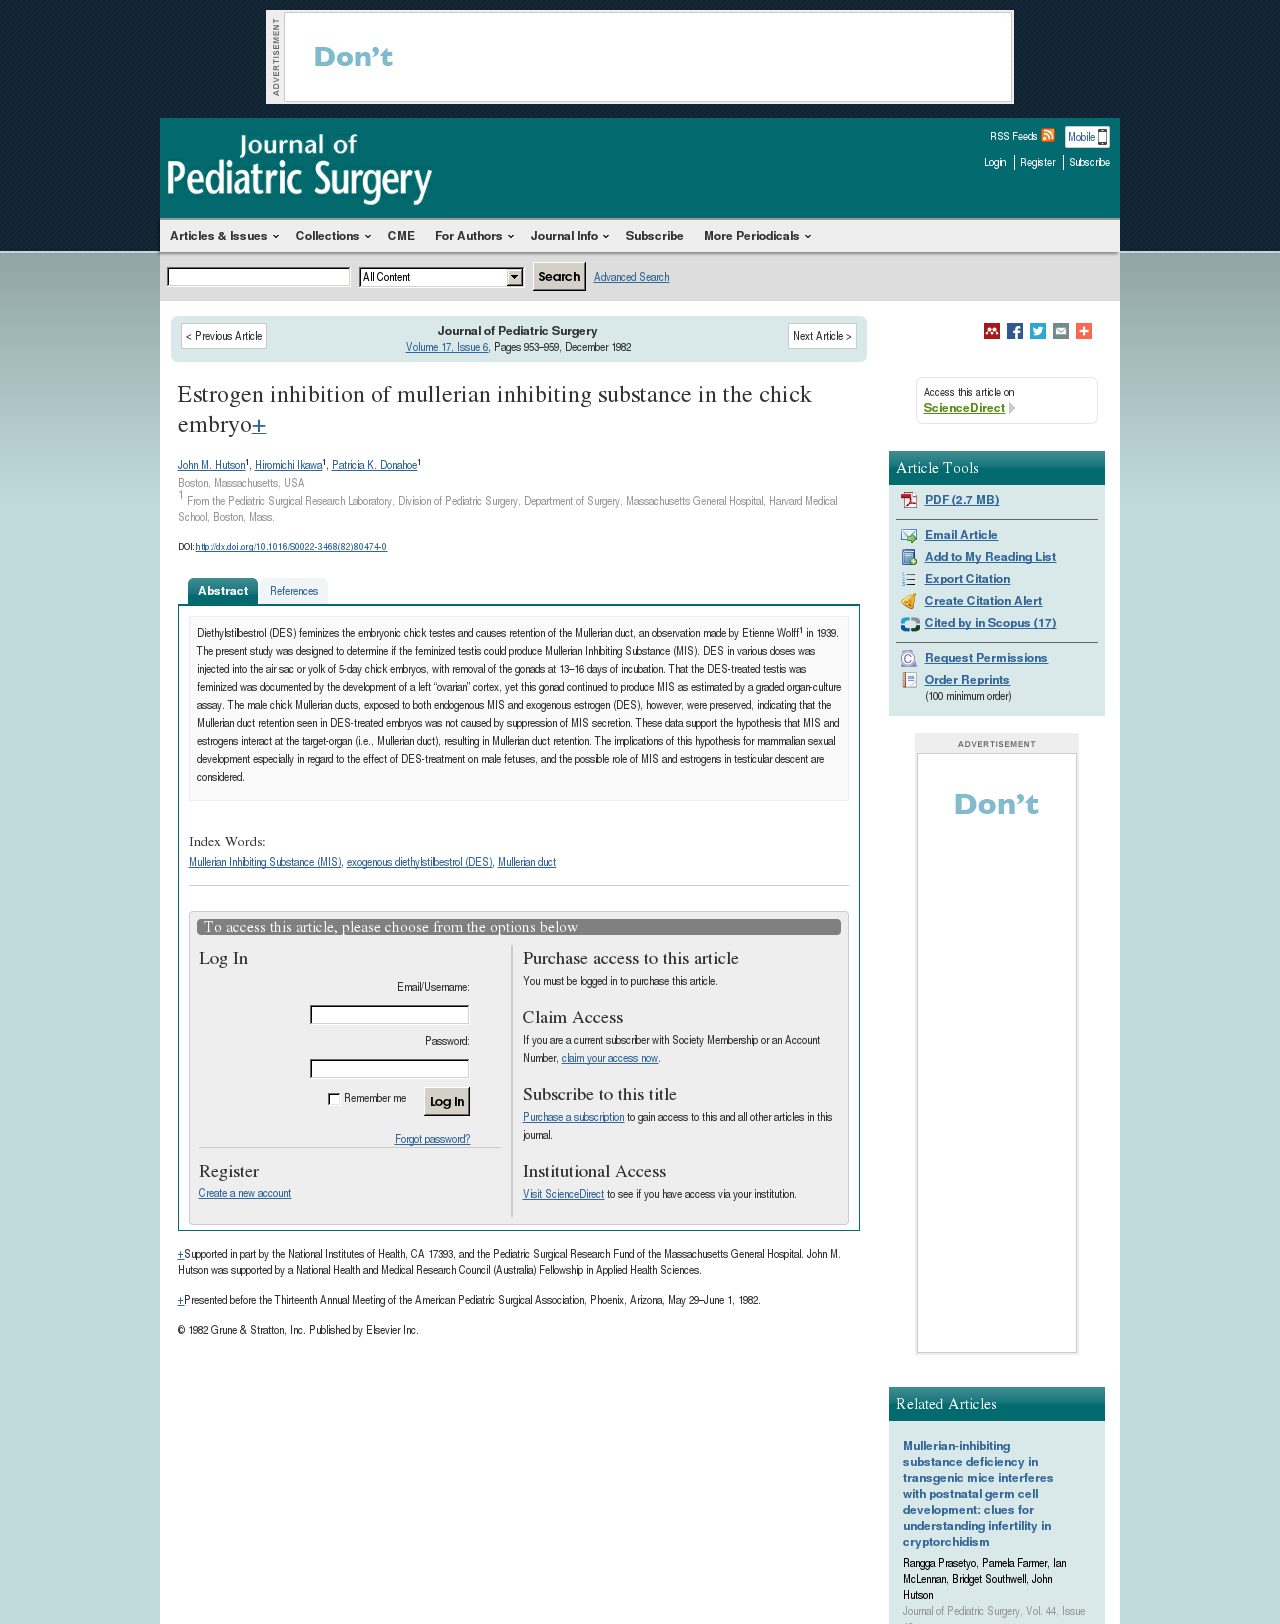 ADVERTISEMENT
Don't
Journal of
Pediatric Surgery
RSS Feeds
Mobile
Login
Register
Subscribe
Articles & Issues
Collections
CME
For Authors
Journal Info
Subscribe
More Periodicals
All Content
Search
Advanced Search
< Previous Article
Journal of Pediatric Surgery
Volume 17, Issue 6, Pages 953–959, December 1982
Next Article >
Estrogen inhibition of mullerian inhibiting substance in the chick
embryo+
John M. Hutson1, Hiromichi Ikawa1, Patricia K. Donahoe1
Boston, Massachusetts, USA
1 From the Pediatric Surgical Research Laboratory, Division of Pediatric Surgery, Department of Surgery, Massachusetts General Hospital, Harvard Medical
School, Boston, Mass.
DOI: http://dx.doi.org/10.1016/S0022-3468(82)80474-0
Abstract
References
Diethylstilbestrol (DES) feminizes the embryonic chick testes and causes retention of the Mullerian duct, an observation made by Etienne Wolff1 in 1939.
The present study was designed to determine if the feminized testis could produce Mullerian Inhibiting Substance (MIS). DES in various doses was
injected into the air sac or yolk of 5-day chick embryos, with removal of the gonads at 13–16 days of incubation. That the DES-treated testis was
feminized was documented by the development of a left “ovarian” cortex, yet this gonad continued to produce MIS as estimated by a graded organ-culture
assay. The male chick Mullerian ducts, exposed to both endogenous MIS and exogenous estrogen (DES), however, were preserved, indicating that the
Mullerian duct retention seen in DES-treated embryos was not caused by suppression of MIS secretion. These data support the hypothesis that MIS and
estrogens interact at the target-organ (i.e., Mullerian duct), resulting in Mullerian duct retention. The implications of this hypothesis for mammalian sexual
development especially in regard to the effect of DES-treatment on male fetuses, and the possible role of MIS and estrogens in testicular descent are
considered.
Index Words:
Mullerian Inhibiting Substance (MIS), exogenous diethylstilbestrol (DES), Mullerian duct
To access this article, please choose from the options below
Log In
Email/Username:
Password:
Remember me
Log In
Forgot password?
Register
Create a new account
Purchase access to this article
You must be logged in to purchase this article.
Claim Access
If you are a current subscriber with Society Membership or an Account
Number, claim your access now.
Subscribe to this title
Purchase a subscription to gain access to this and all other articles in this
journal.
Institutional Access
Visit ScienceDirect to see if you have access via your institution.
+Supported in part by the National Institutes of Health, CA 17393, and the Pediatric Surgical Research Fund of the Massachusetts General Hospital. John M.
Hutson was supported by a National Health and Medical Research Council (Australia) Fellowship in Applied Health Sciences.
+Presented before the Thirteenth Annual Meeting of the American Pediatric Surgical Association, Phoenix, Arizona, May 29–June 1, 1982.
© 1982 Grune & Stratton, Inc. Published by Elsevier Inc.
Access this article on
ScienceDirect
Article Tools
PDF (2.7 MB)
Email Article
Add to My Reading List
Export Citation
Create Citation Alert
Cited by in Scopus (17)
Request Permissions
Order Reprints
(100 minimum order)
ADVERTISEMENT
Don't
Related Articles
Mullerian-inhibiting
substance deficiency in
transgenic mice interferes
with postnatal germ cell
development: clues for
understanding infertility in
cryptorchidism
Rangga Prasetyo, Pamela Farmer, Ian
McLennan, Bridget Southwell, John
Hutson
Journal of Pediatric Surgery, Vol. 44, Issue